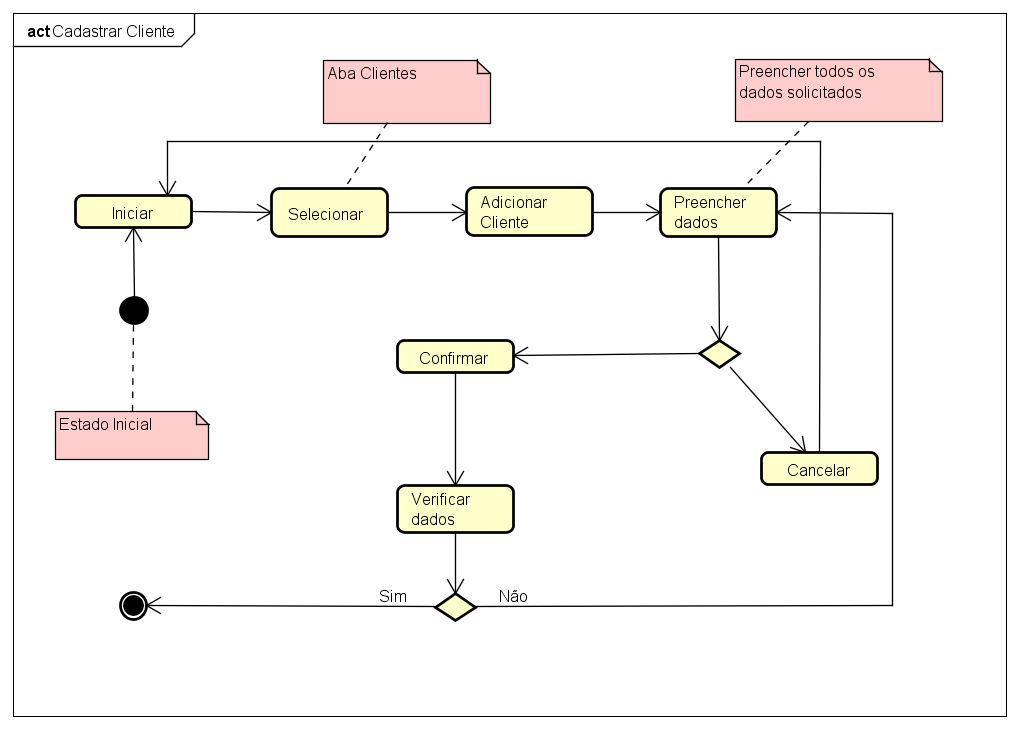 act Cadastrar Cliente
Aba Clientes
Preencher todos os
dados solicitados
Iniciar
Selecionar
Adicionar
Cliente
Preencher
dados
Confirmar
Estado Inicial
Cancelar
Verificar
dados
Sim
Não